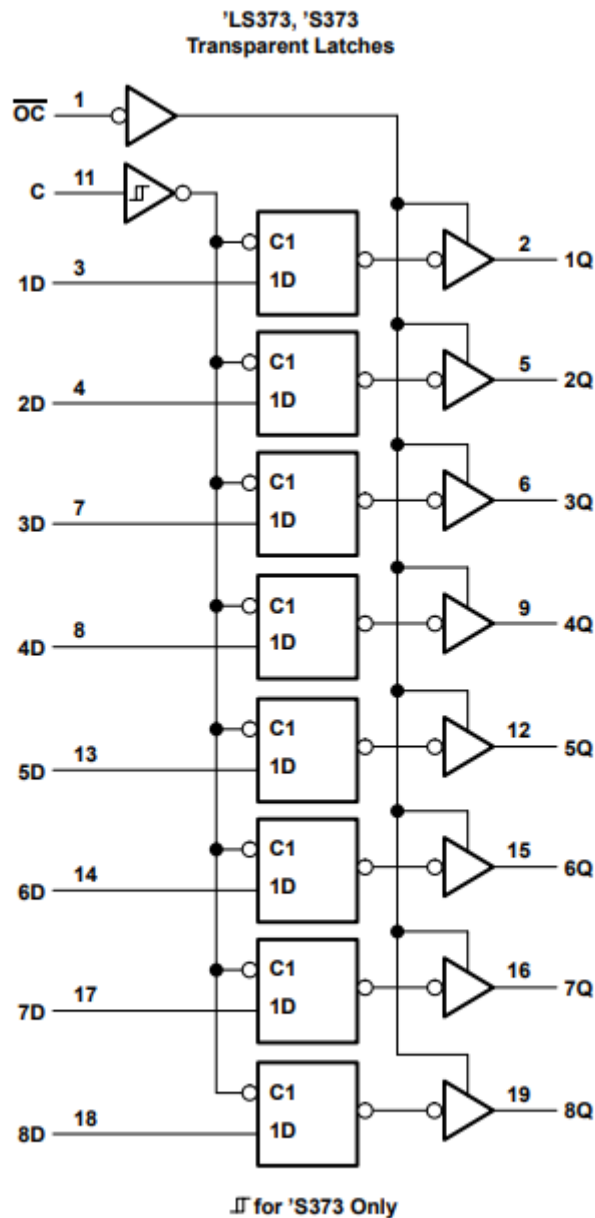 'LS373, 'S373
Transparent Latches
OC 1
C 11
C1 2 1Q
1D 3 1D
C1 5 2Q
2D 4 1D
C1 6 3Q
3D 7 1D
C1 9 4Q
4D 8 1D
C1 12 5Q
5D 13 1D
C1 15 6Q
6D 14 1D
C1 16 7Q
7D 17 1D
C1 19 8Q
8D 18 1D
for 'S373 Only